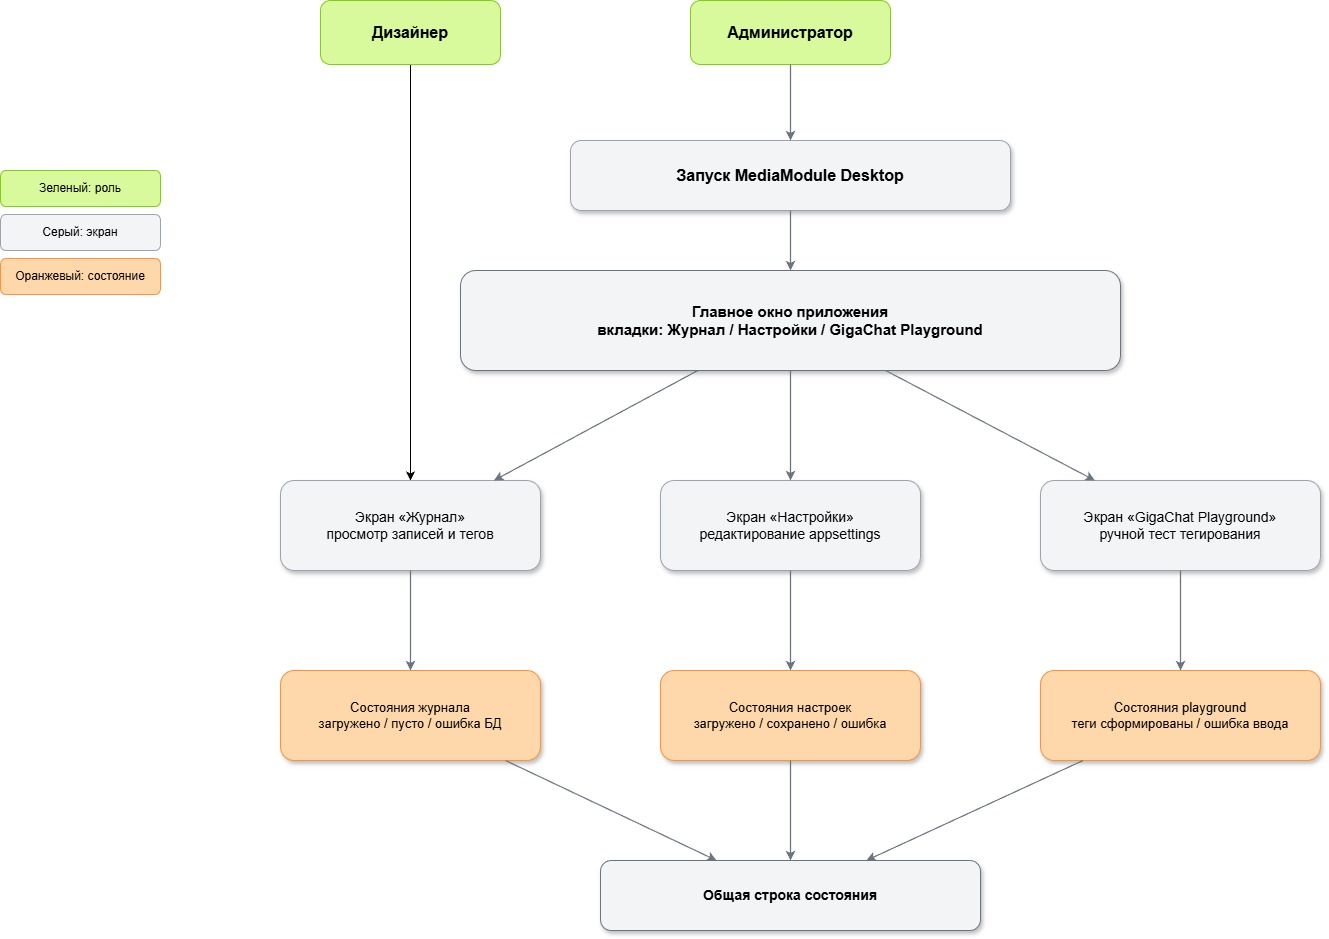 Дизайнер
Администратор
Зеленый: роль
Серый: экран
Оранжевый: состояние
Запуск MediaModule Desktop
Главное окно приложения
вкладки: Журнал / Настройки / GigaChat Playground
Экран «Журнал»
просмотр записей и тегов
Экран «Настройки»
редактирование appsettings
Экран «GigaChat Playground»
ручной тест тегирования
Состояния журнала
загружено / пусто / ошибка БД
Состояния настроек
загружено / сохранено / ошибка
Состояния playground
теги сформированы / ошибка ввода
Общая строка состояния